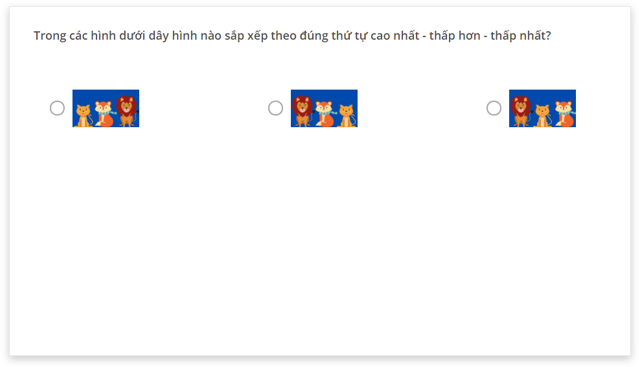 Trong các hình dưới dây hình nào sắp xếp theo đúng thứ tự cao nhất - thấp hơn - thấp nhất?